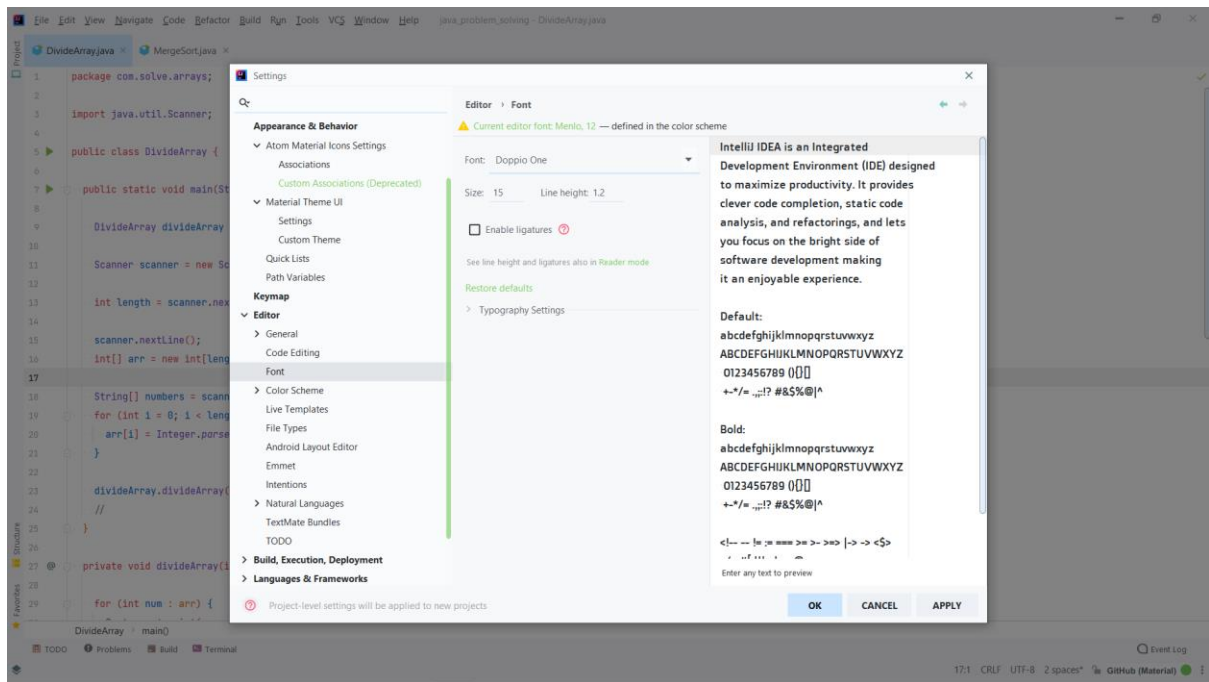 File Edit View Navigate Code Refactor Build Run Tools VCS Window Help java_problem_solving - DivideArray.java
DivideArray.java MergeSort.java
Project
1 package com.solve.arrays;
2
3 import java.util.Scanner;
4
5 public class DivideArray {
6
7 public static void main(St
8
9 DivideArray divideArray
10
11 Scanner scanner = new Sc
12
13 int length = scanner.nex
14
15 scanner.nextLine();
16 int[] arr = new int[leng
17
18 String[] numbers = scann
19 for (int i = 0; i < leng
20 arr[i] = Integer.parse
21 }
22
23 divideArray.divideArray(
24 //
25 }
26
27 @ private void divideArray(i
28
29 for (int num : arr) {
Structure
Favorites
DivideArray main()
TODO Problems Build Terminal
Event Log
17:1 CRLF UTF-8 2 spaces* GitHub (Material)
Settings
Appearance & Behavior
Atom Material Icons Settings
Associations
Custom Associations (Deprecated)
Material Theme UI
Settings
Custom Theme
Quick Lists
Path Variables
Keymap
Editor
General
Code Editing
Font
Color Scheme
Live Templates
File Types
Android Layout Editor
Emmet
Intentions
Natural Languages
TextMate Bundles
TODO
Build, Execution, Deployment
Languages & Frameworks
Editor › Font
Current editor font: Menlo, 12 — defined in the color scheme
Font: Doppio One
Size: 15 Line height: 1.2
Enable ligatures
See line height and ligatures also in Reader mode
Restore defaults
Typography Settings
IntelliJ IDEA is an Integrated
Development Environment (IDE) designed
to maximize productivity. It provides
clever code completion, static code
analysis, and refactorings, and lets
you focus on the bright side of
software development making
it an enjoyable experience.
Default:
abcdefghijklmnopqrstuvwxyz
ABCDEFGHIJKLMNOPQRSTUVWXYZ
0123456789 (){}[]
+-*/= .,;:!? #&$%@|^
Bold:
abcdefghijklmnopqrstuvwxyz
ABCDEFGHIJKLMNOPQRSTUVWXYZ
0123456789 (){}[]
+-*/= .,;:!? #&$%@|^
<!-- -- != := === >= >- >=> |-> -> <$>
Enter any text to preview
Project-level settings will be applied to new projects
OK CANCEL APPLY